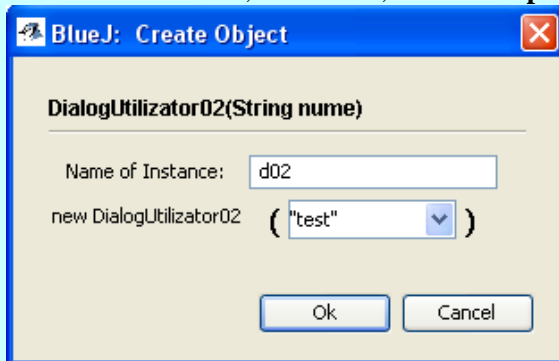 BlueJ: Create Object
DialogUtilizator02(String nume)
Name of Instance: d02
new DialogUtilizator02 ( "test" )
Ok Cancel